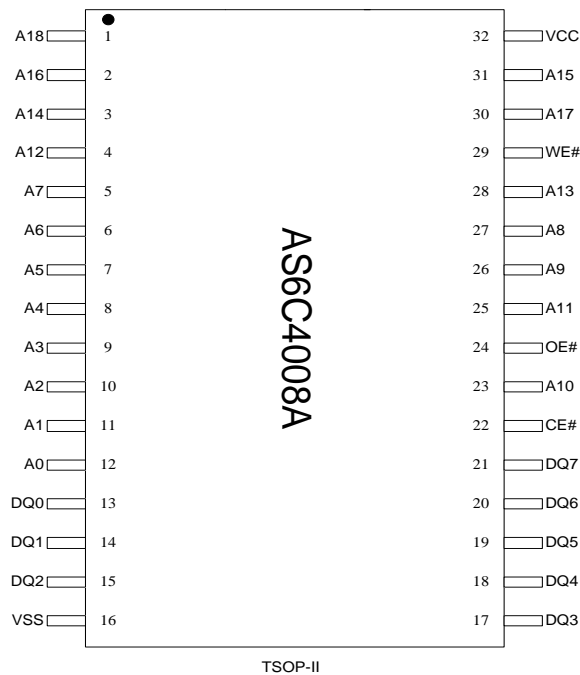 A18 1 32 VCC
A16 2 31 A15
A14 3 30 A17
A12 4 29 WE#
A7 5 28 A13
A6 6 27 A8
A5 7 26 A9
A4 8 25 A11
A3 9 24 OE#
A2 10 23 A10
A1 11 22 CE#
A0 12 21 DQ7
DQ0 13 20 DQ6
DQ1 14 19 DQ5
DQ2 15 18 DQ4
VSS 16 17 DQ3
AS6C4008A
TSOP-II